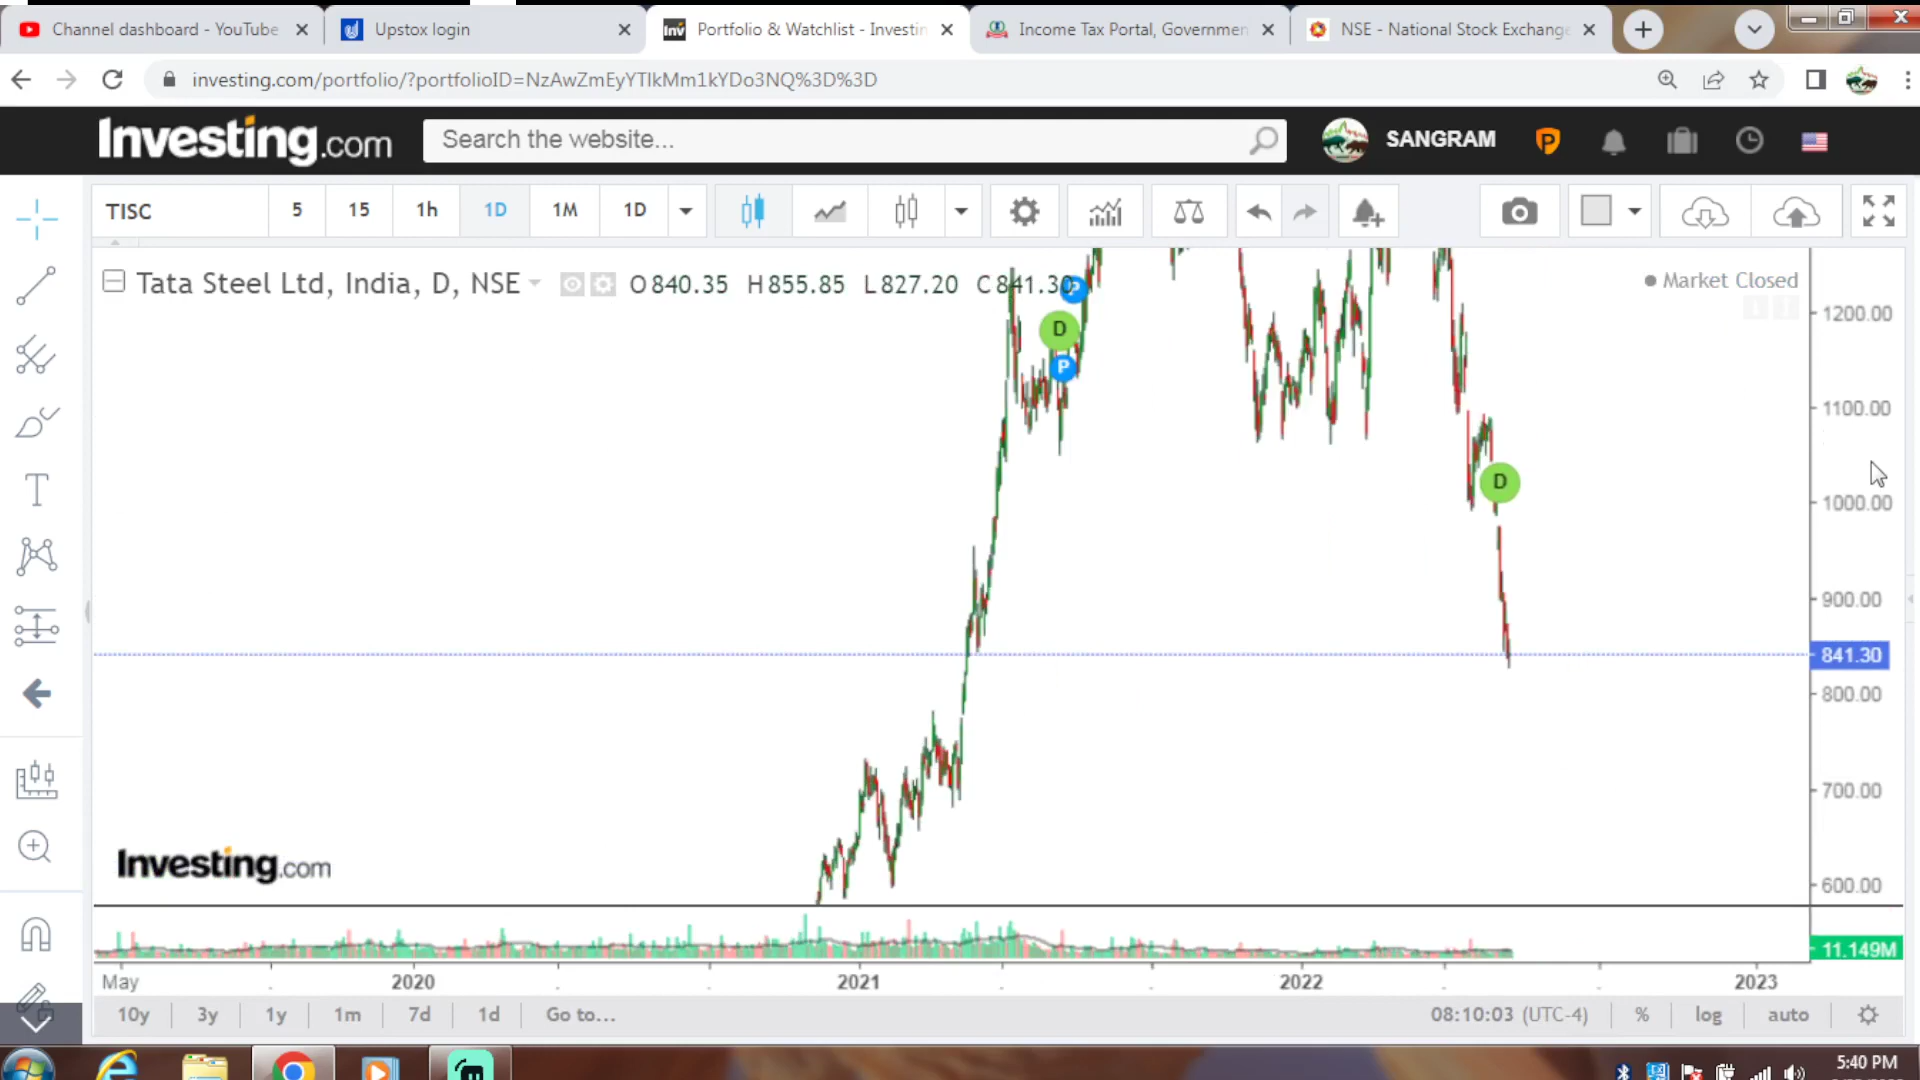 Channel dashboard - YouTube
Upstox login
Portfolio & Watchlist - Investin
Income Tax Portal, Governmen
NSE - National Stock Exchange
investing.com/portfolio/?portfolioID=NzAwZmEyYTIkMm1kYDo3NQ%3D%3D
Investing.com
Search the website...
SANGRAM
TISC
5
15
1h
1D
1M
1D
Tata Steel Ltd, India, D, NSE
O840.35 H855.85 L827.20 C841.30
Market Closed
P
D
P
D
1200.00
1100.00
1000.00
900.00
841.30
800.00
700.00
600.00
Investing.com
11.149M
May
2020
2021
2022
2023
10y
3y
1y
1m
7d
1d
Go to...
08:10:03 (UTC-4)
%
log
auto
5:40 PM